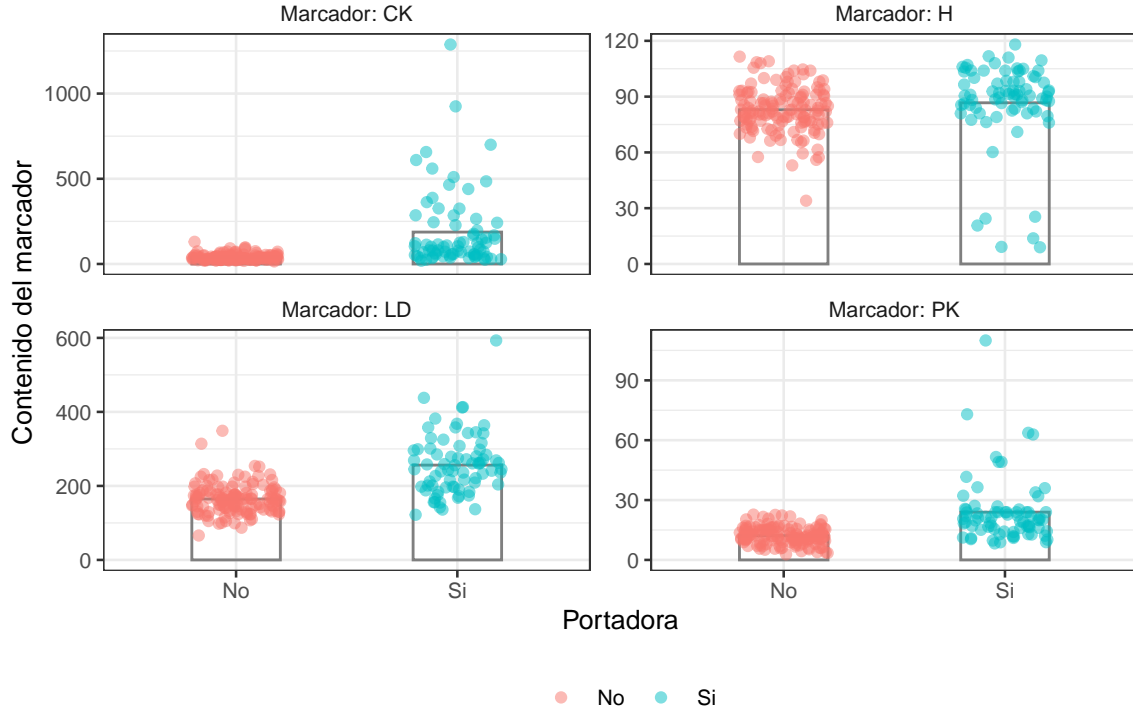 Marcador: CK
Marcador: H
1000
500
0
120
90
60
30
0
Marcador: LD
Marcador: PK
600
400
200
0
90
60
30
0
No
Si
No
Si
Contenido del marcador
Portadora
No
Si